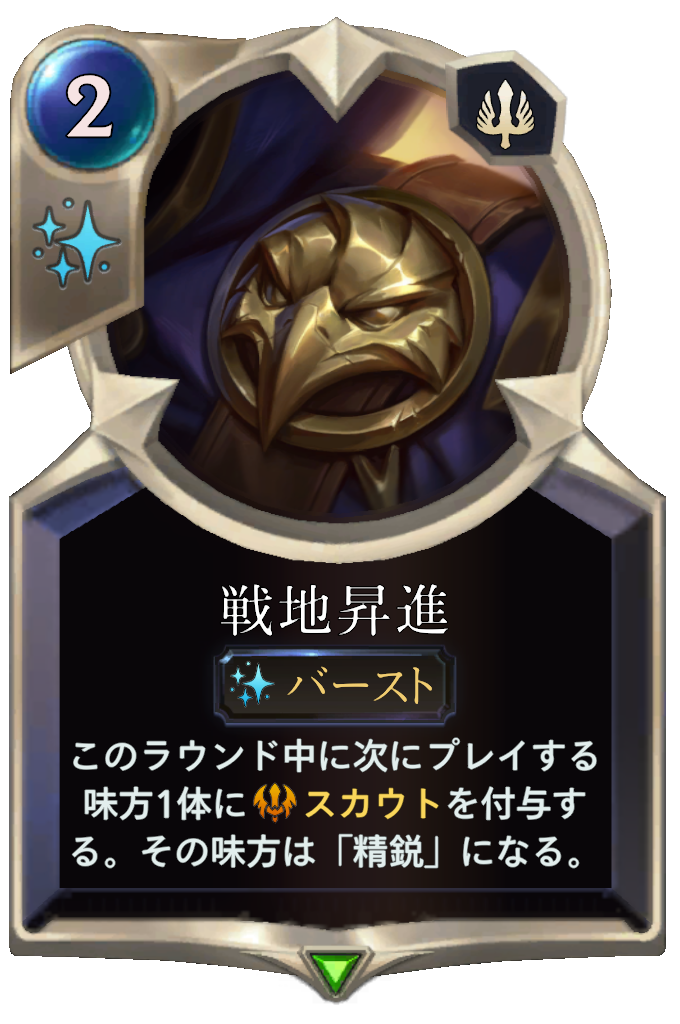 2
戦地昇進
バースト
このラウンド中に次にプレイする
味方1体にスカウトを付与す
る。その味方は「精鋭」になる。